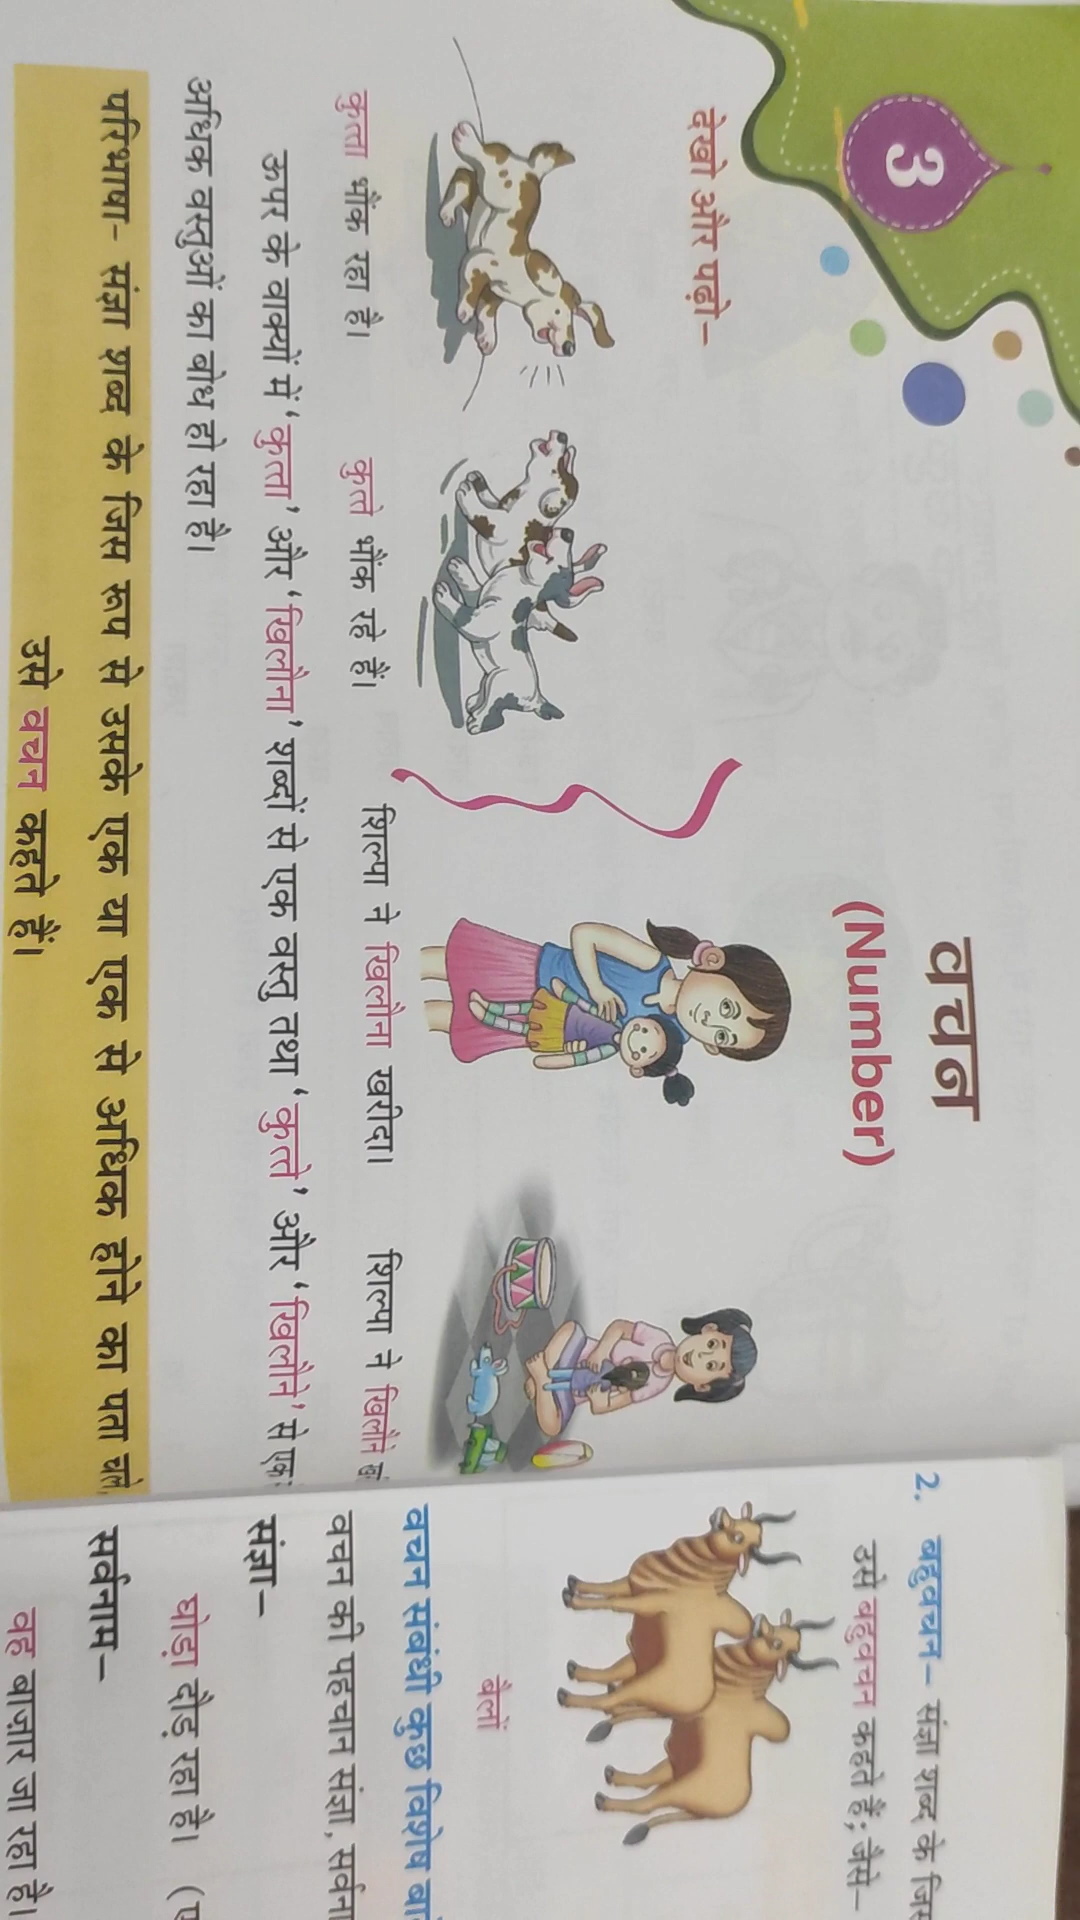 3
वचन
(Number)
देखो और पढ़ो–
कुत्ता भौंक रहा है। कुत्ते भौंक रहे हैं। शिल्पा ने खिलौना खरीदा। शिल्पा ने खिलौने
ऊपर के वाक्यों में ‘कुत्ता’ और ‘खिलौना’ शब्दों से एक वस्तु तथा ‘कुत्ते’ और ‘खिलौने’ से एक
अधिक वस्तुओं का बोध हो रहा है।
परिभाषा– संज्ञा शब्द के जिस रूप से उसके एक या एक से अधिक होने का पता चले,
उसे वचन कहते हैं।
2. बहुवचन– संज्ञा शब्द के
उसे बहुवचन कहते हैं; जैसे–
बैलों
वचन संबंधी कुछ विशेष
वचन की पहचान संज्ञा,
संज्ञा–
घोड़ा दौड़ रहा है।
सर्वनाम–
वह बाज़ार जा रहा है।